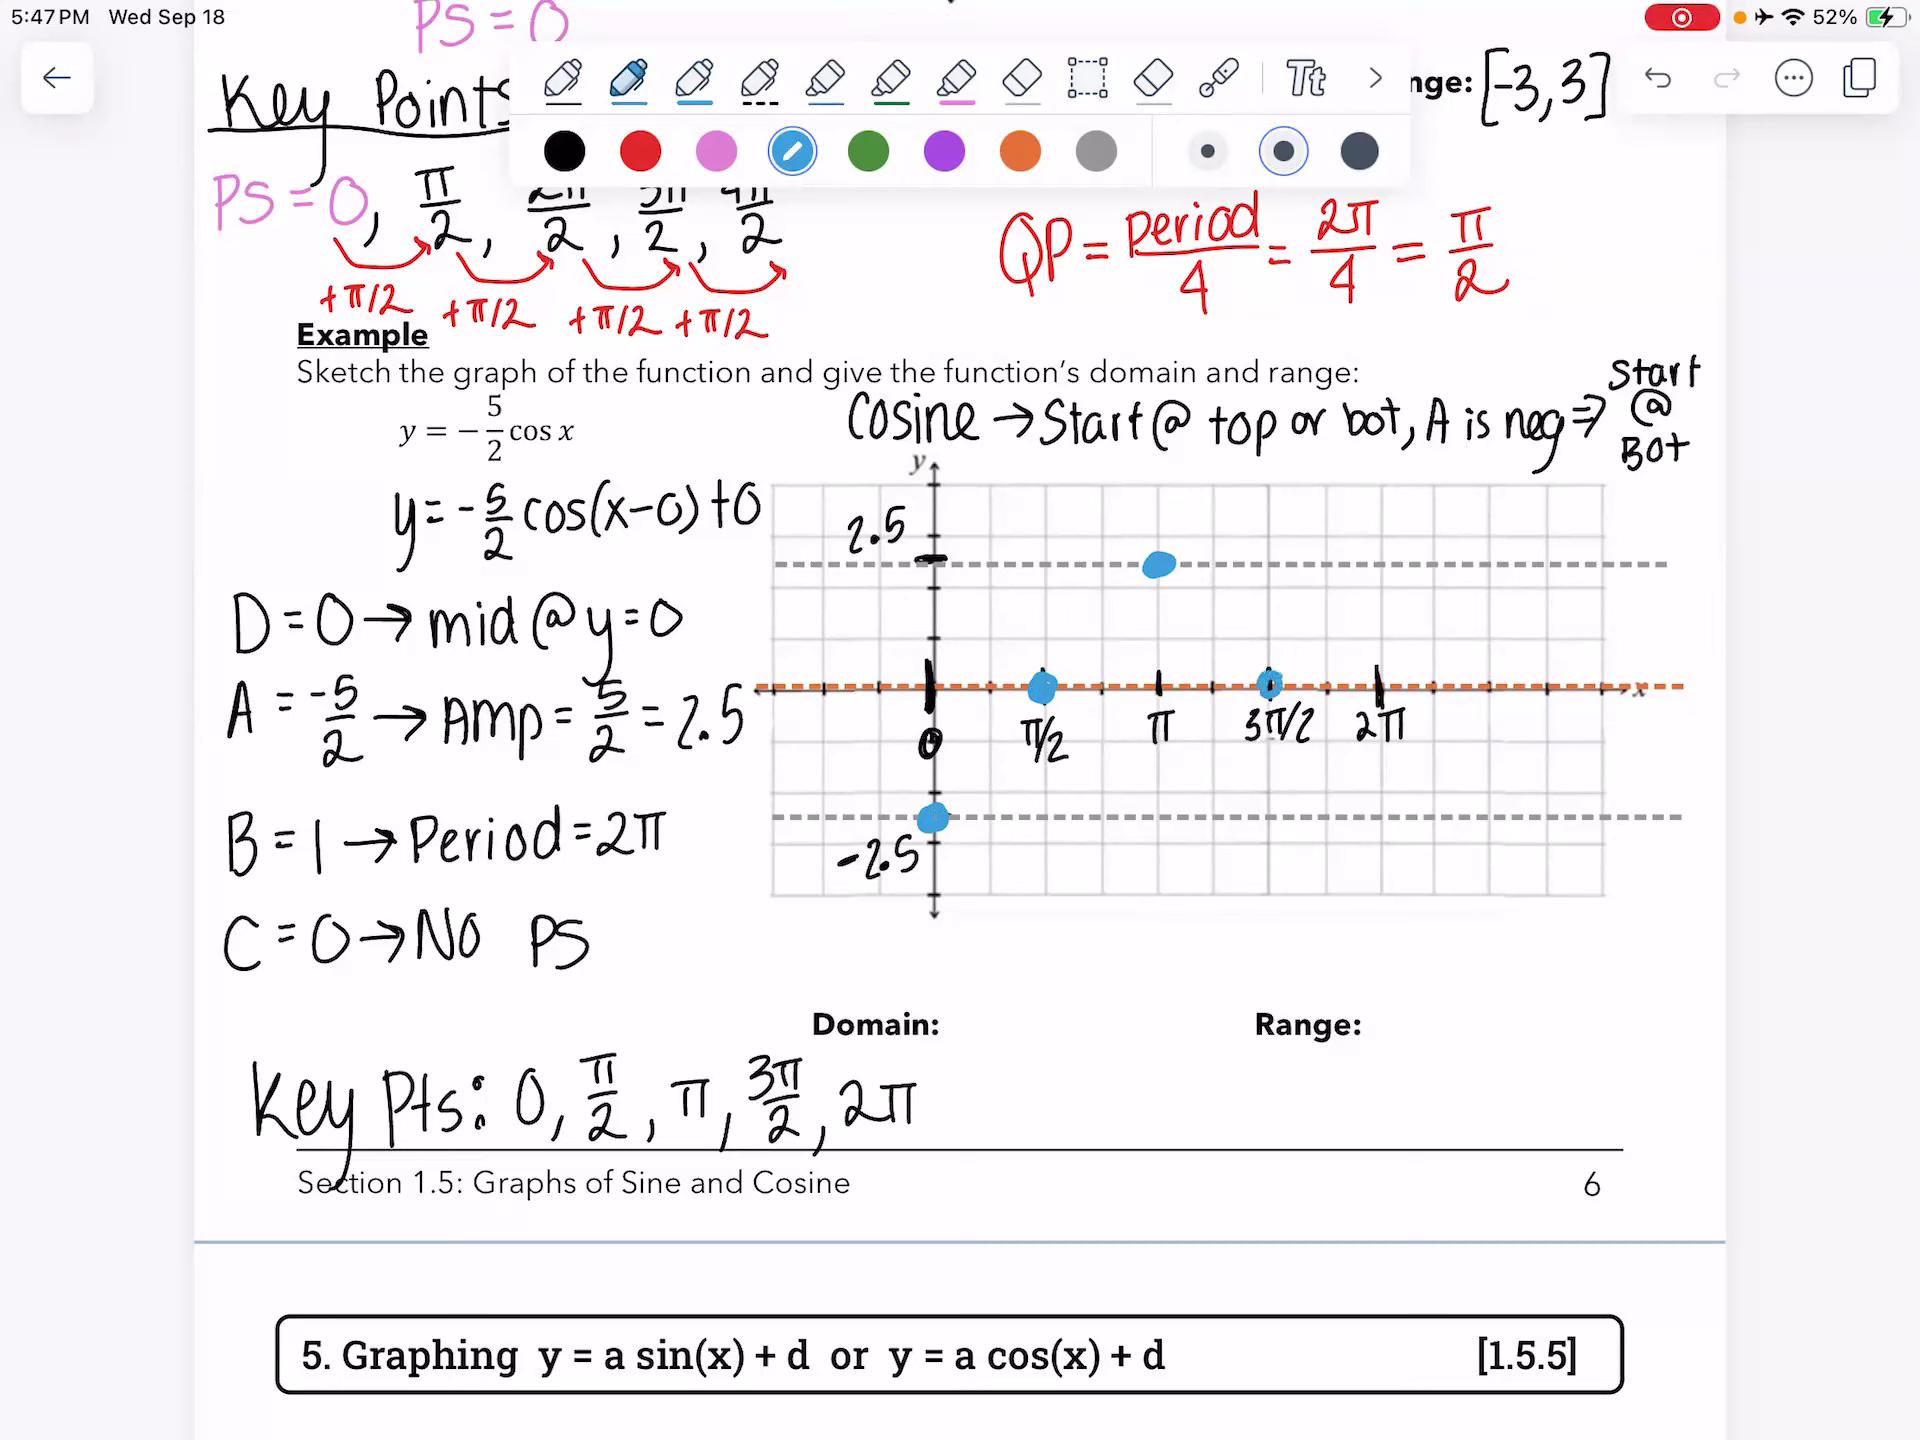 5:47 PM Wed Sep 18
52%
PS = 0
Key Points
Tt
nge: [-3,3]
PS = 0, π/2, 2π/2, 3π/2, 4π/2
+π/2 +π/2 +π/2 +π/2
QP = period/4 = 2π/4 = π/2
Example
Sketch the graph of the function and give the function's domain and range:
y = -5/2 cos x
Cosine → Start @ top or bot, A is neg ⇒ Start @ Bot
y = -5/2 cos(x-0) +0
D = 0 → mid @ y = 0
A = -5/2 → Amp = 5/2 = 2.5
B = 1 → Period = 2π
C = 0 → No PS
y
2.5
x
0 π/2 π 3π/2 2π
-2.5
Domain: Range:
Key Pts: 0, π/2, π, 3π/2, 2π
Section 1.5: Graphs of Sine and Cosine 6
5. Graphing y = a sin(x) + d or y = a cos(x) + d [1.5.5]